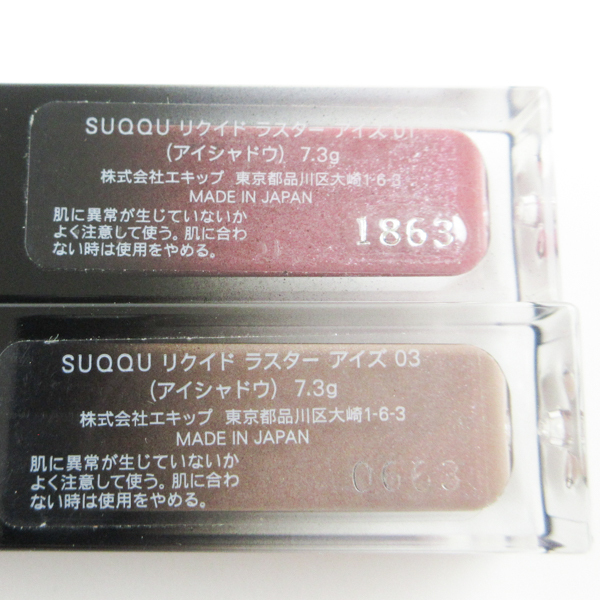 SUQQU リクイド ラスター アイズ 01
(アイシャドウ) 7.3g
株式会社エキップ 東京都品川区大崎1-6-3
MADE IN JAPAN
肌に異常が生じていないか
よく注意して使う。肌に合わ
ない時は使用をやめる。
1863
SUQQU リクイド ラスター アイズ 03
(アイシャドウ) 7.3g
株式会社エキップ 東京都品川区大崎1-6-3
MADE IN JAPAN
肌に異常が生じていないか
よく注意して使う。肌に合わ
ない時は使用をやめる。
0663